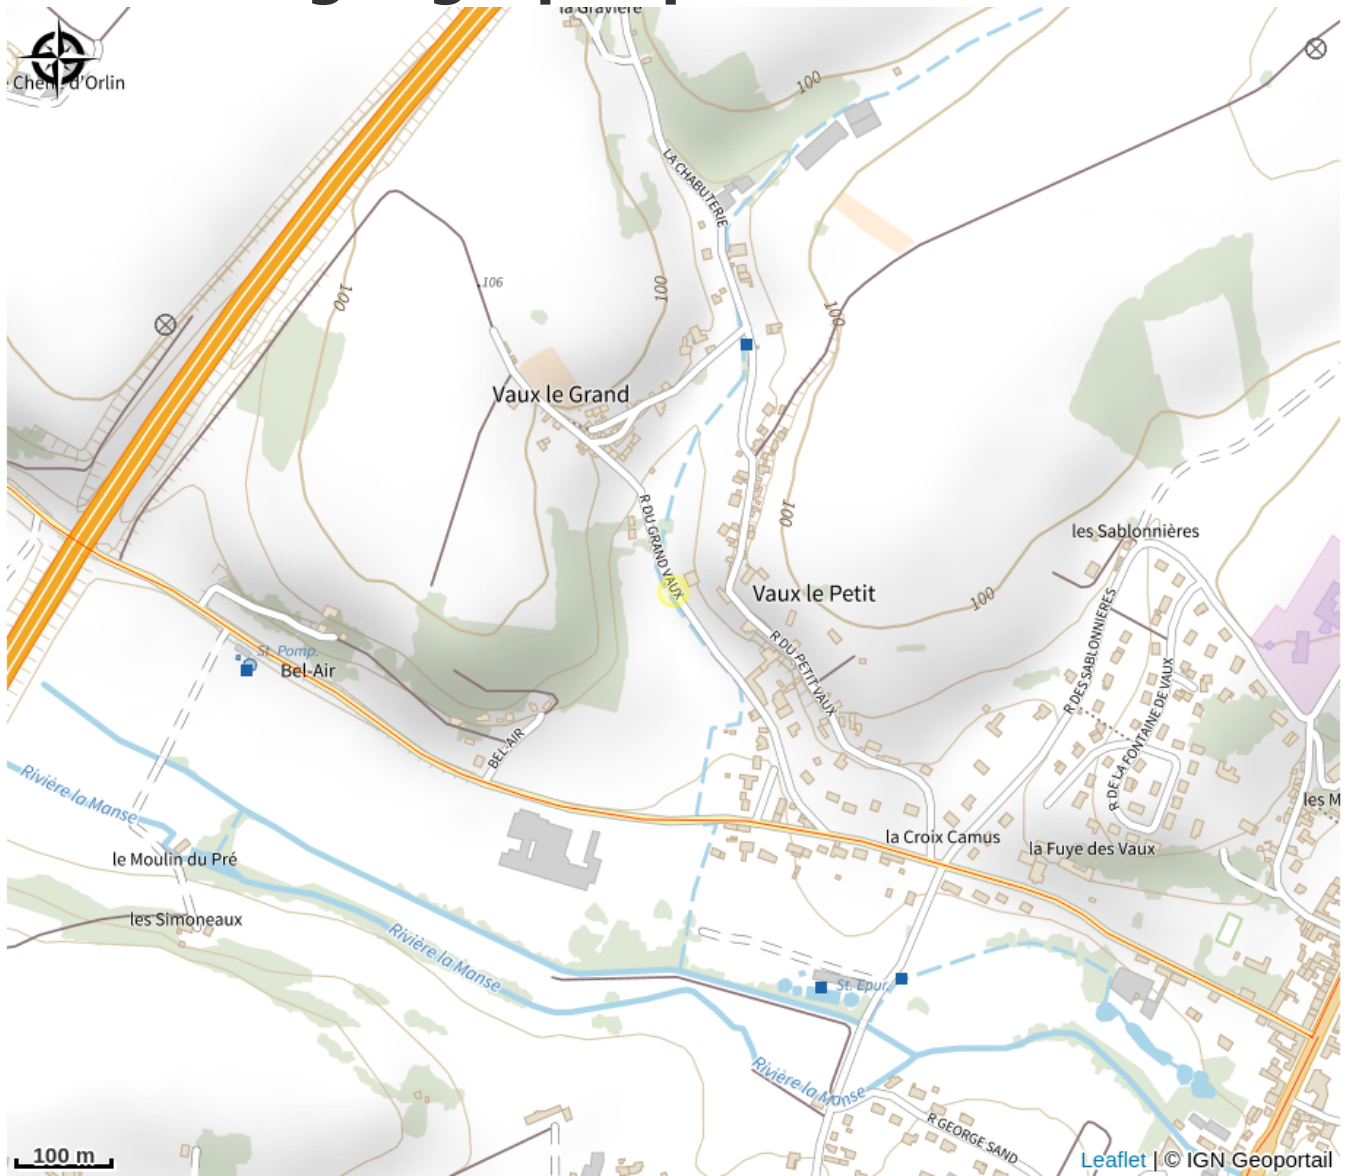 la Gravière
d'Orlin
100
LA CHABUTERIE
.106
100
100
100
Vaux le Grand
R DU GRAND VAUX
100
les Sablonnières
Vaux le Petit
100
R DES SABLONNIERES
R DU PETIT VAUX
St. Pomp.
Bel-Air
R DE LA FONTAINE DE VAUX
BEL-AIR
Rivière la Manse
les M
la Croix Camus
la Fuye des Vaux
le Moulin du Pré
les Simoneaux
Rivière la Manse
St. Epur.
Rivière la Manse
R GEORGE SAND
100 m
Leaflet | © IGN Geoportail